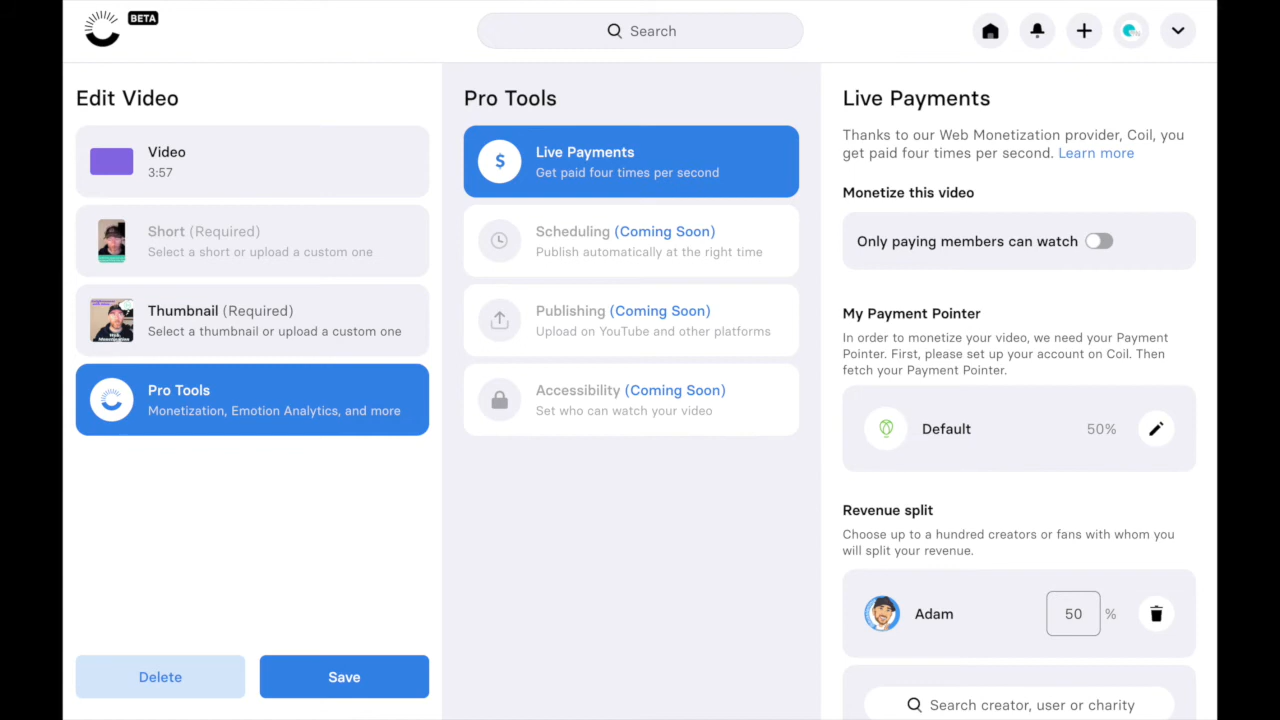 BETA
Search
Edit Video
Video
3:57
Short (Required)
Select a short or upload a custom one
Thumbnail (Required)
Select a thumbnail or upload a custom one
Pro Tools
Monetization, Emotion Analytics, and more
Delete
Save
Pro Tools
Live Payments
Get paid four times per second
Scheduling (Coming Soon)
Publish automatically at the right time
Publishing (Coming Soon)
Upload on YouTube and other platforms
Accessibility (Coming Soon)
Set who can watch your video
Live Payments
Thanks to our Web Monetization provider, Coil, you
get paid four times per second. Learn more
Monetize this video
Only paying members can watch
My Payment Pointer
In order to monetize your video, we need your Payment
Pointer. First, please set up your account on Coil. Then
fetch your Payment Pointer.
Default 50%
Revenue split
Choose up to a hundred creators or fans with whom you
will split your revenue.
Adam 50 %
Search creator, user or charity